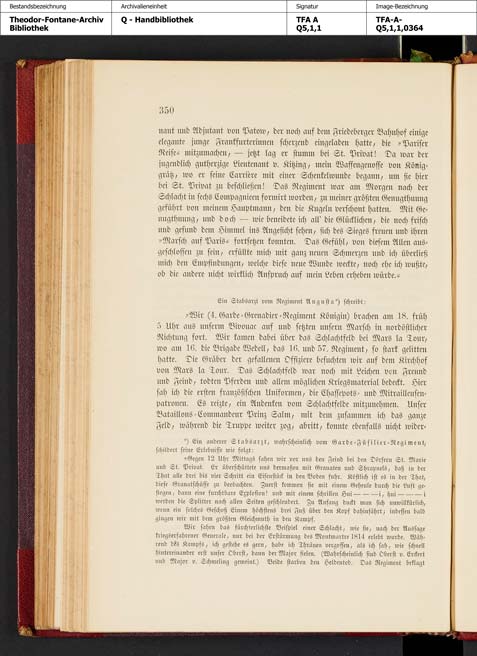 Bestandsbezeichnung
Archivalieneinheit
Signatur
Image-Bezeichnung
Theodor-Fontane-Archiv
Bibliothek
Q - Handbibliothek
TFA A
Q5,1,1
TFA-A-
Q5,1,1,0364
350
nant und Adjutant von Patow, der noch auf dem Friedeberger Bahnhof einige
elegante junge Frankfurterinnen scherzend eingeladen hatte, die »Pariser
Reise« mitzumachen, — jetzt lag er stumm bei St. Privat! Da war der
jugendlich gutherzige Lieutenant v. Kitzing, mein Waffengenosse von König-
grätz, wo er seine Carrière mit einer Schenkelwunde begann, um sie hier
bei St. Privat zu beschließen! Das Regiment war am Morgen nach der
Schlacht in sechs Compagnieen formirt worden, zu meiner größten Genugthuung
geführt von meinem Hauptmann, den die Kugeln verschont hatten. Mit Ge-
nugthuung, und doch — wie beneidete ich all' die Glücklichen, die noch frisch
und gesund dem Himmel ins Angesicht sehen, sich des Sieges freuen und ihren
»Marsch auf Paris« fortsetzen konnten. Das Gefühl, von diesem Allen aus-
geschlossen zu sein, erfüllte mich mit ganz neuen Schmerzen und ich überließ
mich den Empfindungen, welche diese neue Wunde weckte, noch ehe ich wußte,
ob die andere nicht wirklich Anspruch auf mein Leben erheben würde.«
Ein Stabsarzt vom Regiment Augusta*) schreibt:
»Wir (4. Garde-Grenadier-Regiment Königin) brachen am 18. früh
5 Uhr aus unserm Bivouac auf und setzten unsern Marsch in nordöstlicher
Richtung fort. Wir kamen dabei über das Schlachtfeld bei Mars la Tour,
wo am 16. die Brigade Wedell, das 16. und 57. Regiment, so stark gelitten
hatte. Die Gräber der gefallenen Offiziere besuchten wir auf dem Kirchhof
von Mars la Tour. Das Schlachtfeld war noch mit Leichen von Freund
und Feind, todten Pferden und allem möglichen Kriegsmaterial bedeckt. Hier
sah ich die ersten französischen Uniformen, die Chassepots- und Mitrailleusen-
patronen. Es reizte, ein Andenken vom Schlachtfelde mitzunehmen. Unser
Bataillons-Commandeur Prinz Salm, mit dem zusammen ich das ganze
Feld, während die Truppe weiter zog, abritt, konnte ebenfalls nicht wider-
*) Ein anderer Stabsarzt, wahrscheinlich vom Garde-Füsilier-Regiment,
schildert seine Erlebnisse wie folgt:
»Gegen 12 Uhr Mittags sahen wir vor uns den Feind bei den Dörfern St. Marie
und St. Privat. Er überschüttete uns dermaßen mit Granaten und Shrapnels, daß in der
That alle drei bis vier Schritt ein Eisenstück in den Boden fuhr. Köstlich ist es in der That,
diese Granatschüsse zu beobachten. Zuerst kommen sie mit einem Geheule durch die Luft ge-
flogen, dann eine furchtbare Explosion! und mit einem schrillen Hui — — — i, hui — — — i
werden die Splitter nach allen Seiten geschleudert. Zu Anfang duckt man sich unwillkürlich,
wenn ein solches Geschoß Einem höchstens drei Fuß über den Kopf dahinfährt; indessen bald
gingen wir mit dem größten Gleichmuth in den Kampf.
Wir sahen das fürchterlichste Beispiel einer Schlacht, wie sie, nach der Aussage
kriegserfahrener Generale, nur bei der Erstürmung des Montmartre 1814 erlebt wurde. Wäh-
rend des Kampfs, ich gestehe es gern, habe ich Thränen vergossen, als ich sah, wie schnell
hintereinander erst unser Oberst, dann der Major fielen. (Wahrscheinlich sind Oberst v. Erckert
und Major v. Schmeling gemeint.) Beide starben den Heldentod. Das Regiment beklagt